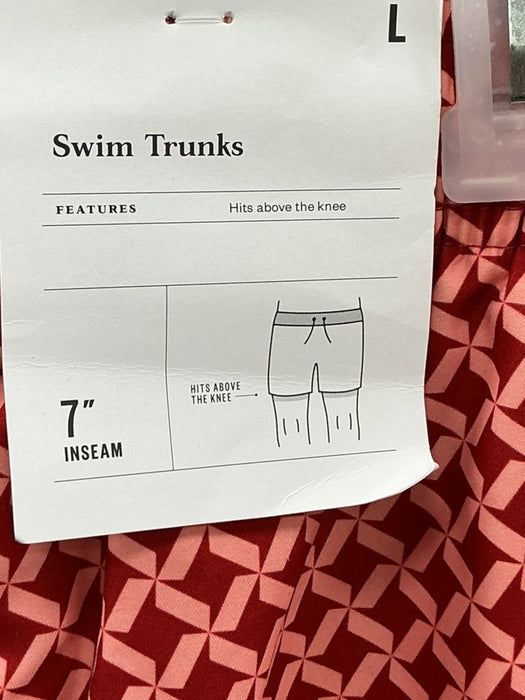 L
Swim Trunks
FEATURES Hits above the knee
HITS ABOVE
THE KNEE
7"
INSEAM